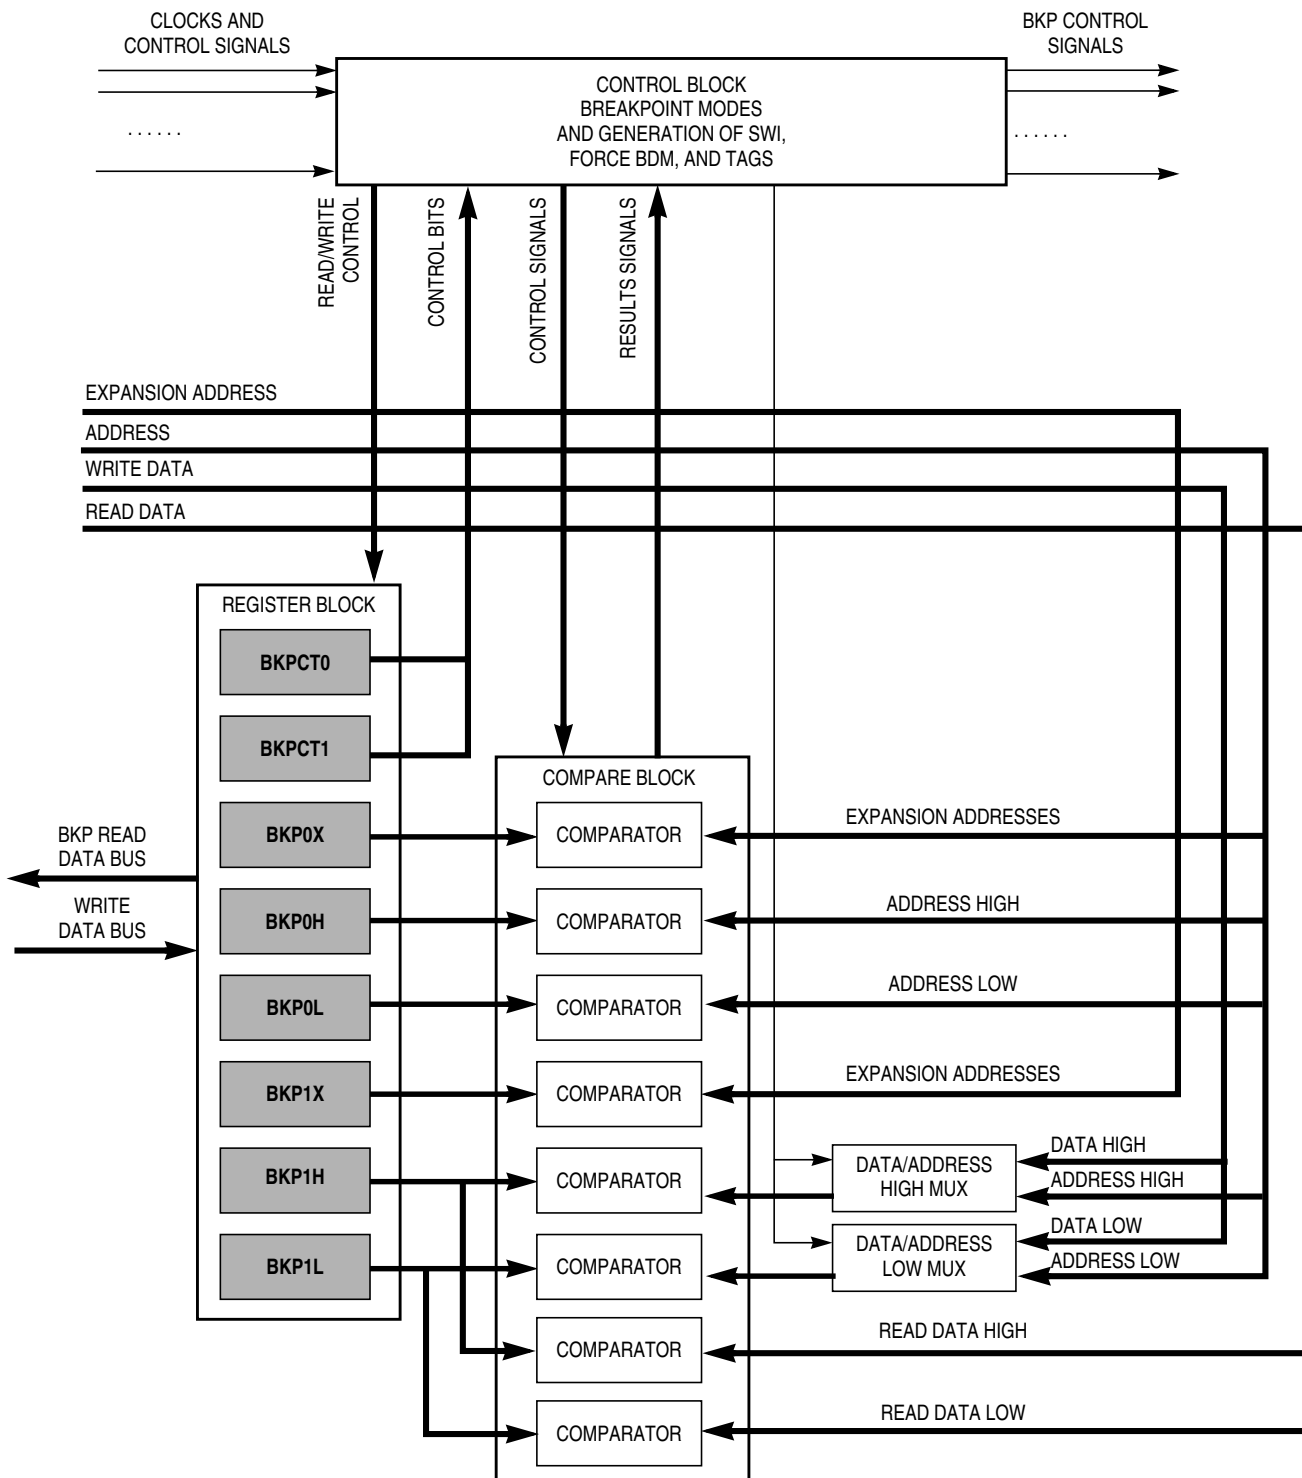 CLOCKS AND
CONTROL SIGNALS
BKP CONTROL
SIGNALS
CONTROL BLOCK
BREAKPOINT MODES
AND GENERATION OF SWI,
FORCE BDM, AND TAGS
. . . . . .
. . . . . .
READ/WRITE
CONTROL
CONTROL BITS
CONTROL SIGNALS
RESULTS SIGNALS
EXPANSION ADDRESS
ADDRESS
WRITE DATA
READ DATA
REGISTER BLOCK
BKPCT0
BKPCT1
BKP0X
BKP0H
BKP0L
BKP1X
BKP1H
BKP1L
BKP READ
DATA BUS
WRITE
DATA BUS
COMPARE BLOCK
COMPARATOR
COMPARATOR
COMPARATOR
COMPARATOR
COMPARATOR
COMPARATOR
COMPARATOR
COMPARATOR
EXPANSION ADDRESSES
ADDRESS HIGH
ADDRESS LOW
EXPANSION ADDRESSES
DATA/ADDRESS
HIGH MUX
DATA HIGH
ADDRESS HIGH
DATA/ADDRESS
LOW MUX
DATA LOW
ADDRESS LOW
READ DATA HIGH
READ DATA LOW